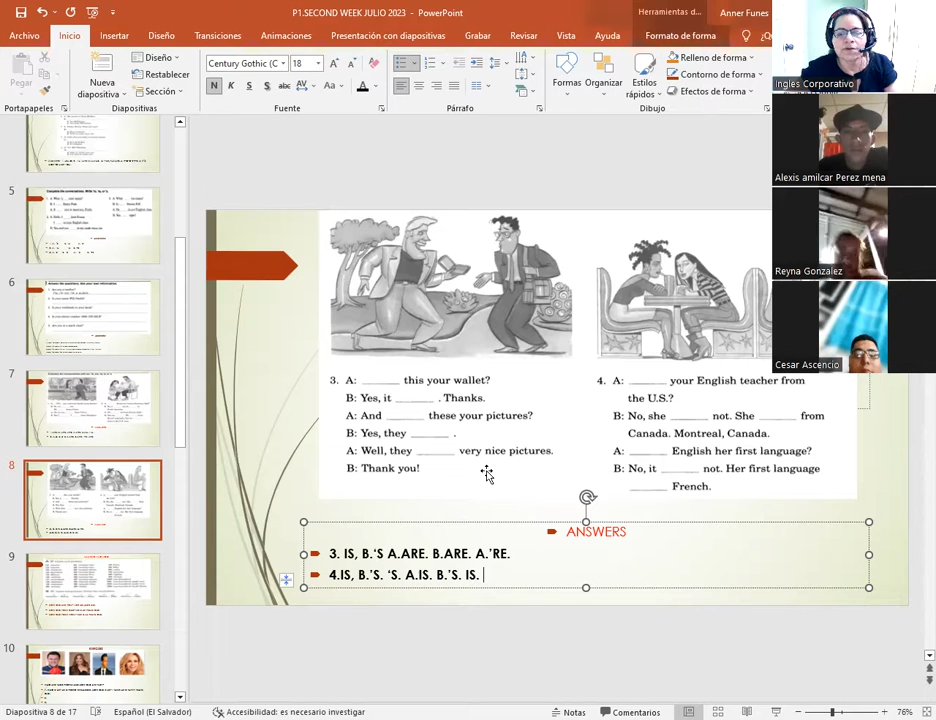 P1.SECOND WEEK JULIO 2023 - PowerPoint
Herramientas d...
Anner Funes
Archivo
Inicio
Insertar
Diseño
Transiciones
Animaciones
Presentación con diapositivas
Grabar
Revisar
Vista
Ayuda
Formato de forma
Pegar
Nueva
diapositiva
Diseño
Restablecer
Sección
Century Gothic (C
18
N
K
S
abc
AV
Aa
A
Formas
Organizar
Estilos
rápidos
Relleno de forma
Contorno de forma
Efectos de forma
Portapapeles
Diapositivas
Fuente
Párrafo
Dibujo
Ingles Corporativo
Alexis amilcar Perez mena
Reyna Gonzalez
Cesar Ascencio
5
6
7
8
9
10
3. A: ______ this your wallet?
B: Yes, it ______ . Thanks.
A: And ______ these your pictures?
B: Yes, they ______ .
A: Well, they ______ very nice pictures.
B: Thank you!
4. A: ______ your English teacher from
the U.S.?
B: No, she ______ not. She ______ from
Canada. Montreal, Canada.
A: ______ English her first language?
B: No, it ______ not. Her first language
______ French.
ANSWERS
3. IS, B.‘S A.ARE. B.ARE. A.’RE.
4.IS, B.’S. ‘S. A.IS. B.’S. IS.
Diapositiva 8 de 17
Español (El Salvador)
Accesibilidad: es necesario investigar
Notas
Comentarios
76%